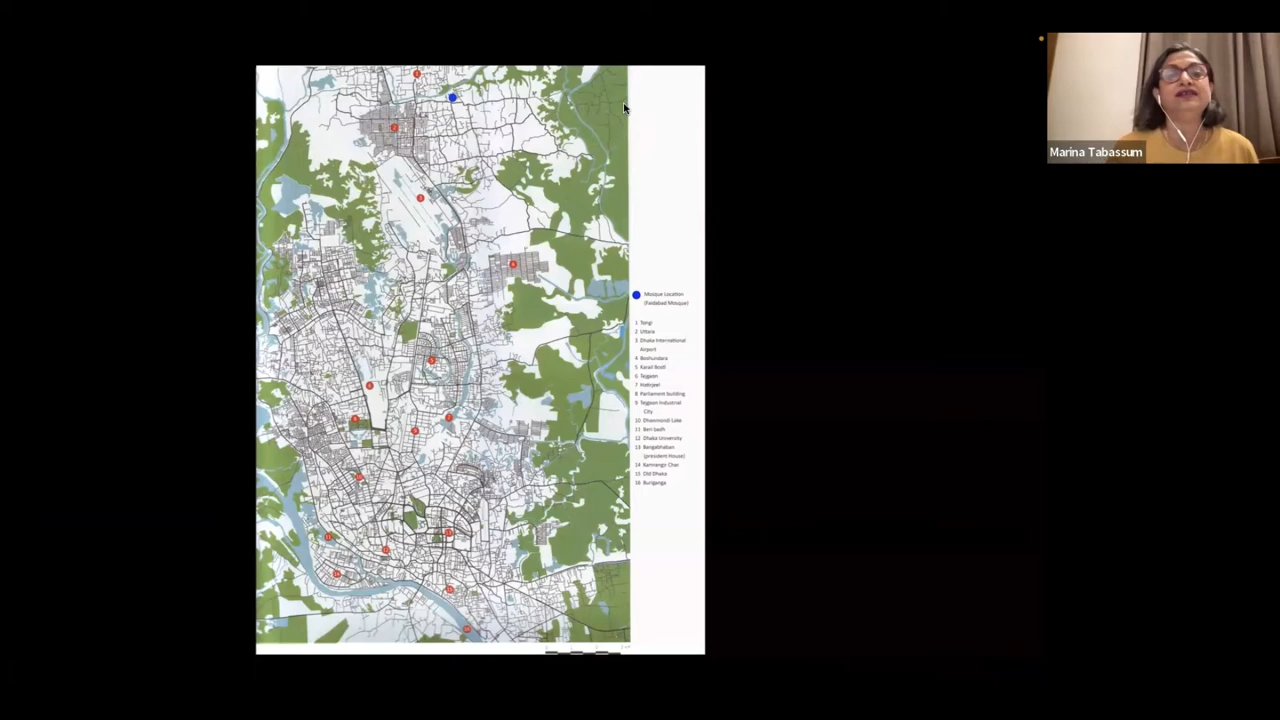 Marina Tabassum
Mosque Location
(Faidabad Mosque)
1 Tongi
2 Uttara
3 Dhaka International
Airport
4 Boshundara
5 Karail Bosti
6 Tejgaon
7 Hatirjeel
8 Parliament building
9 Tejgaon Industrial
City
10 Dhanmondi Lake
11 Beri badh
12 Dhaka University
13 Bangabhaban
(president House)
14 Kamrangir Char
15 Old Dhaka
16 Buriganga